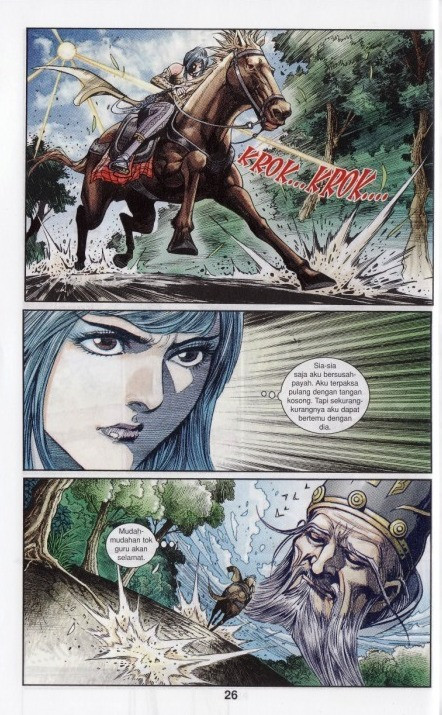 KROK... KROK....
Sia-sia
saja aku bersusah-
payah. Aku terpaksa
pulang dengan tangan
kosong. Tapi sekurang-
kurangnya aku dapat
bertemu dengan
dia.
Mudah-
mudahan tok
guru akan
selamat.
26